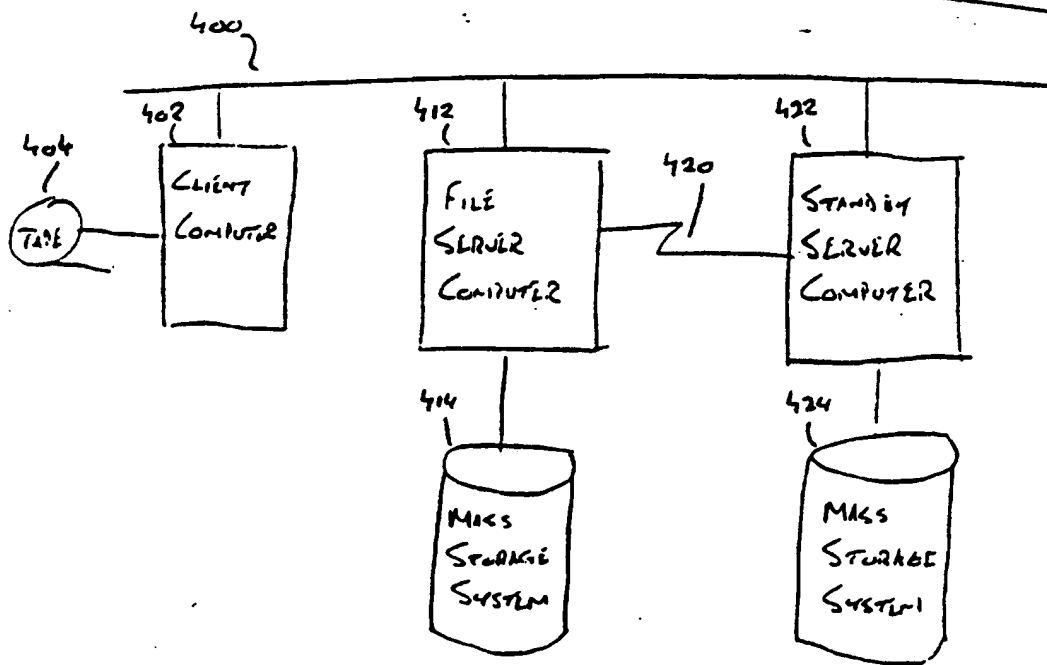 400
402
412
422
404
420
CLIENT
COMPUTER
FILE
SERVER
COMPUTER
STANDBY
SERVER
COMPUTER
TAPE
414
424
MASS
STORAGE
SYSTEM
MASS
STORAGE
SYSTEM